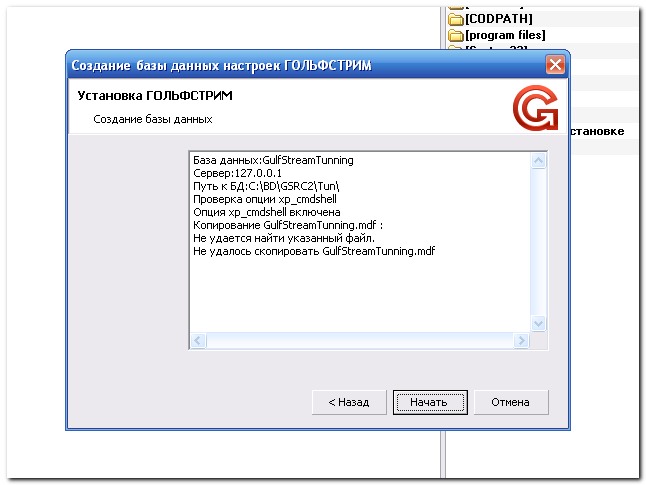 [CODPATH]
[program files]
Создание базы данных настроек ГОЛЬФСТРИМ
Установка ГОЛЬФСТРИМ
Создание базы данных
становке
База данных:GulfStreamTunning
Сервер:127.0.0.1
Путь к БД:C:\BD\GSRC2\Tun\
Проверка опции xp_cmdshell
Опция xp_cmdshell включена
Копирование GulfStreamTunning.mdf :
Не удается найти указанный файл.
Не удалось скопировать GulfStreamTunning.mdf
< Назад
Начать
Отмена